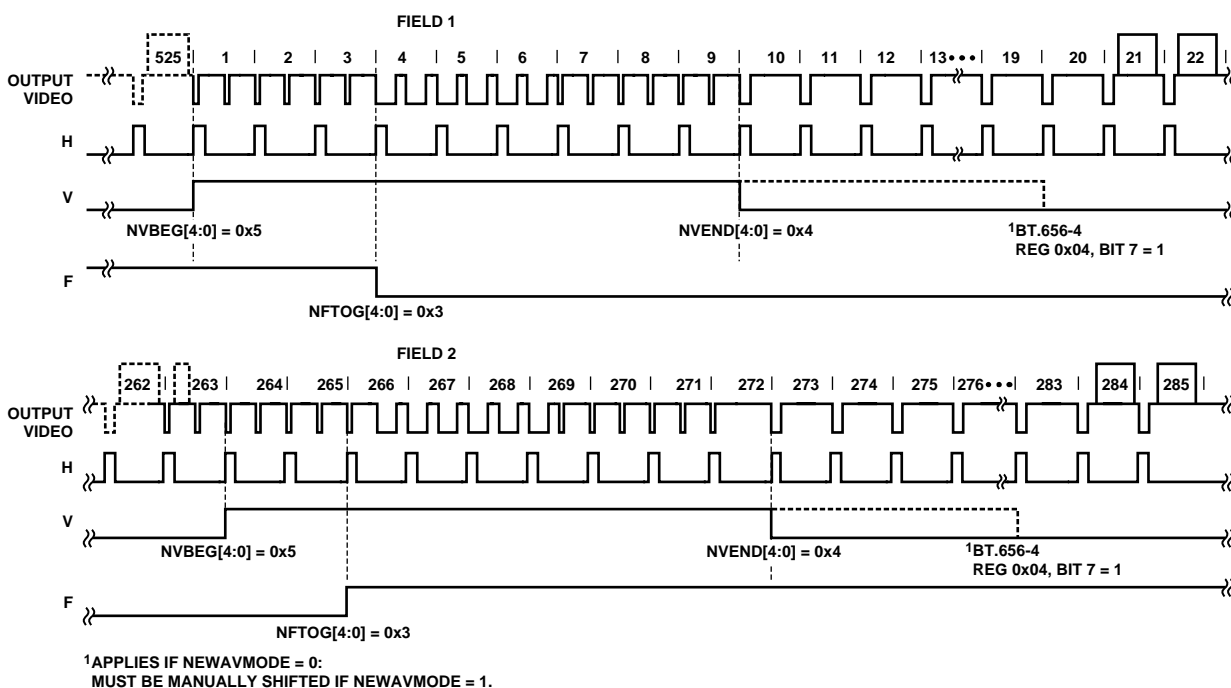 FIELD 1
525 | 1 | 2 | 3 | 4 | 5 | 6 | 7 | 8 | 9 | 10 | 11 | 12 | 13 ••• 19 | 20 | 21 | 22 |
OUTPUT
VIDEO
H
V
NVBEG[4:0] = 0x5
NVEND[4:0] = 0x4
1BT.656-4
REG 0x04, BIT 7 = 1
F
NFTOG[4:0] = 0x3
FIELD 2
262 | 263 | 264 | 265 | 266 | 267 | 268 | 269 | 270 | 271 | 272 | 273 | 274 | 275 | 276 ••• 283 | 284 | 285 |
OUTPUT
VIDEO
H
V
NVBEG[4:0] = 0x5
NVEND[4:0] = 0x4
1BT.656-4
REG 0x04, BIT 7 = 1
F
NFTOG[4:0] = 0x3
1APPLIES IF NEWAVMODE = 0:
MUST BE MANUALLY SHIFTED IF NEWAVMODE = 1.